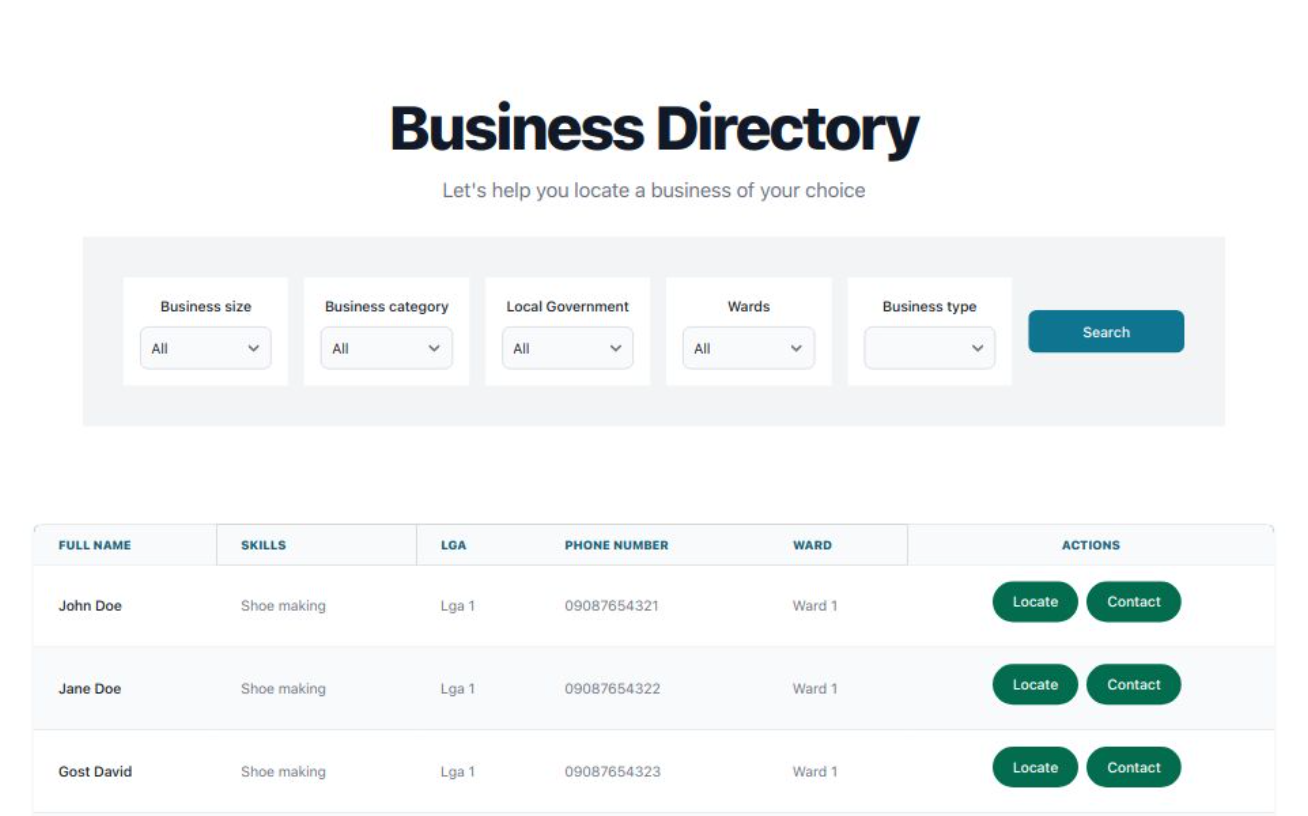 Business Directory
Let's help you locate a business of your choice
Business size Business category Local Government Wards Business type
All All All All Search
FULL NAME SKILLS LGA PHONE NUMBER WARD ACTIONS
John Doe Shoe making Lga 1 09087654321 Ward 1 Locate Contact
Jane Doe Shoe making Lga 1 09087654322 Ward 1 Locate Contact
Gost David Shoe making Lga 1 09087654323 Ward 1 Locate Contact